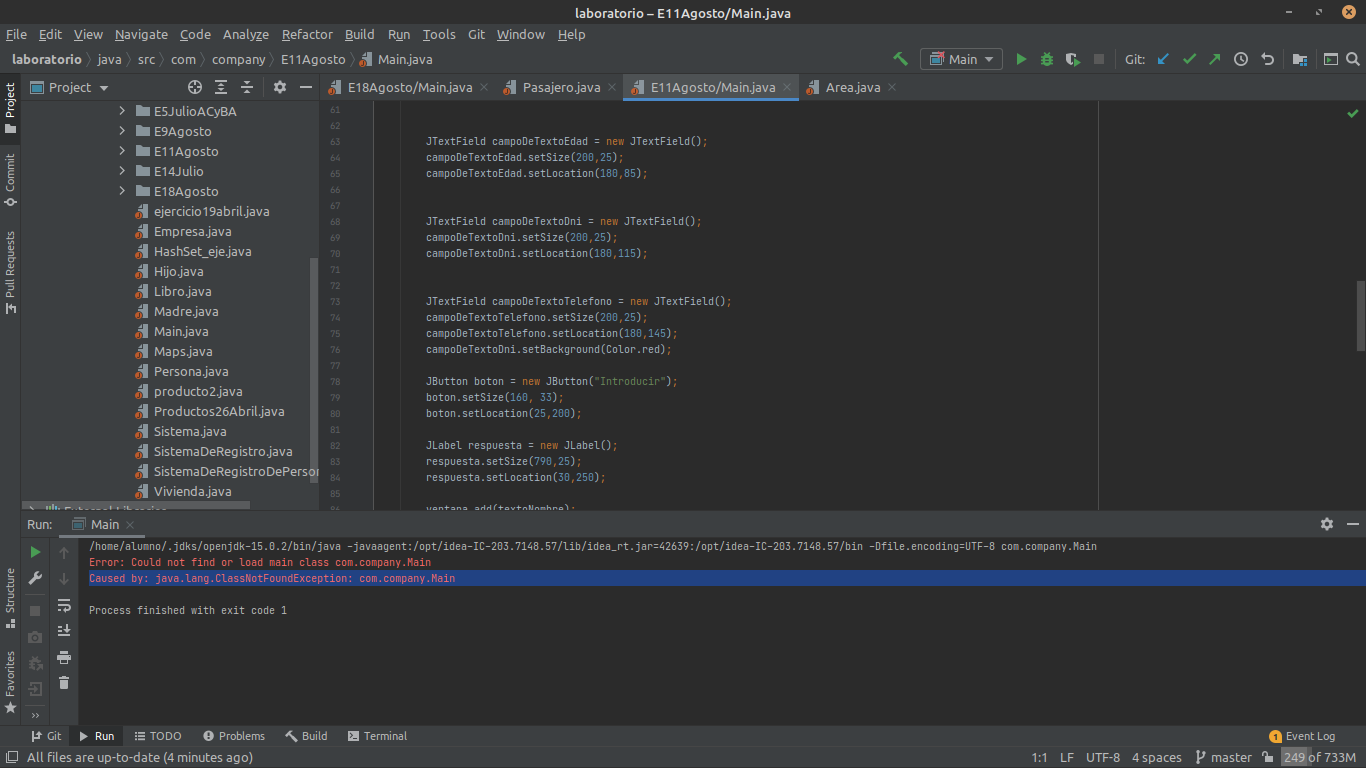 laboratorio – E11Agosto/Main.java
File Edit View Navigate Code Analyze Refactor Build Run Tools Git Window Help
laboratorio java src com company E11Agosto Main.java Main Git:
Project E18Agosto/Main.java Pasajero.java E11Agosto/Main.java Area.java
Project
Commit
Pull Requests
Structure
Favorites
E5JulioACyBA
E9Agosto
E11Agosto
E14Julio
E18Agosto
ejercicio19abril.java
Empresa.java
HashSet_eje.java
Hijo.java
Libro.java
Madre.java
Main.java
Maps.java
Persona.java
producto2.java
Productos26Abril.java
Sistema.java
SistemaDeRegistro.java
SistemaDeRegistroDePerson
Vivienda.java
External Libraries
61
62
63 JTextField campoDeTextoEdad = new JTextField();
64 campoDeTextoEdad.setSize(200,25);
65 campoDeTextoEdad.setLocation(180,85);
66
67
68 JTextField campoDeTextoDni = new JTextField();
69 campoDeTextoDni.setSize(200,25);
70 campoDeTextoDni.setLocation(180,115);
71
72
73 JTextField campoDeTextoTelefono = new JTextField();
74 campoDeTextoTelefono.setSize(200,25);
75 campoDeTextoTelefono.setLocation(180,145);
76 campoDeTextoDni.setBackground(Color.red);
77
78 JButton boton = new JButton("Introducir");
79 boton.setSize(160, 33);
80 boton.setLocation(25,200);
81
82 JLabel respuesta = new JLabel();
83 respuesta.setSize(790,25);
84 respuesta.setLocation(30,250);
85
86 ventana.add(textoNombre);
Run: Main
/home/alumno/.jdks/openjdk-15.0.2/bin/java -javaagent:/opt/idea-IC-203.7148.57/lib/idea_rt.jar=42639:/opt/idea-IC-203.7148.57/bin -Dfile.encoding=UTF-8 com.company.Main
Error: Could not find or load main class com.company.Main
Caused by: java.lang.ClassNotFoundException: com.company.Main
Process finished with exit code 1
Git Run TODO Problems Build Terminal 1 Event Log
All files are up-to-date (4 minutes ago) 1:1 LF UTF-8 4 spaces master 249 of 733M